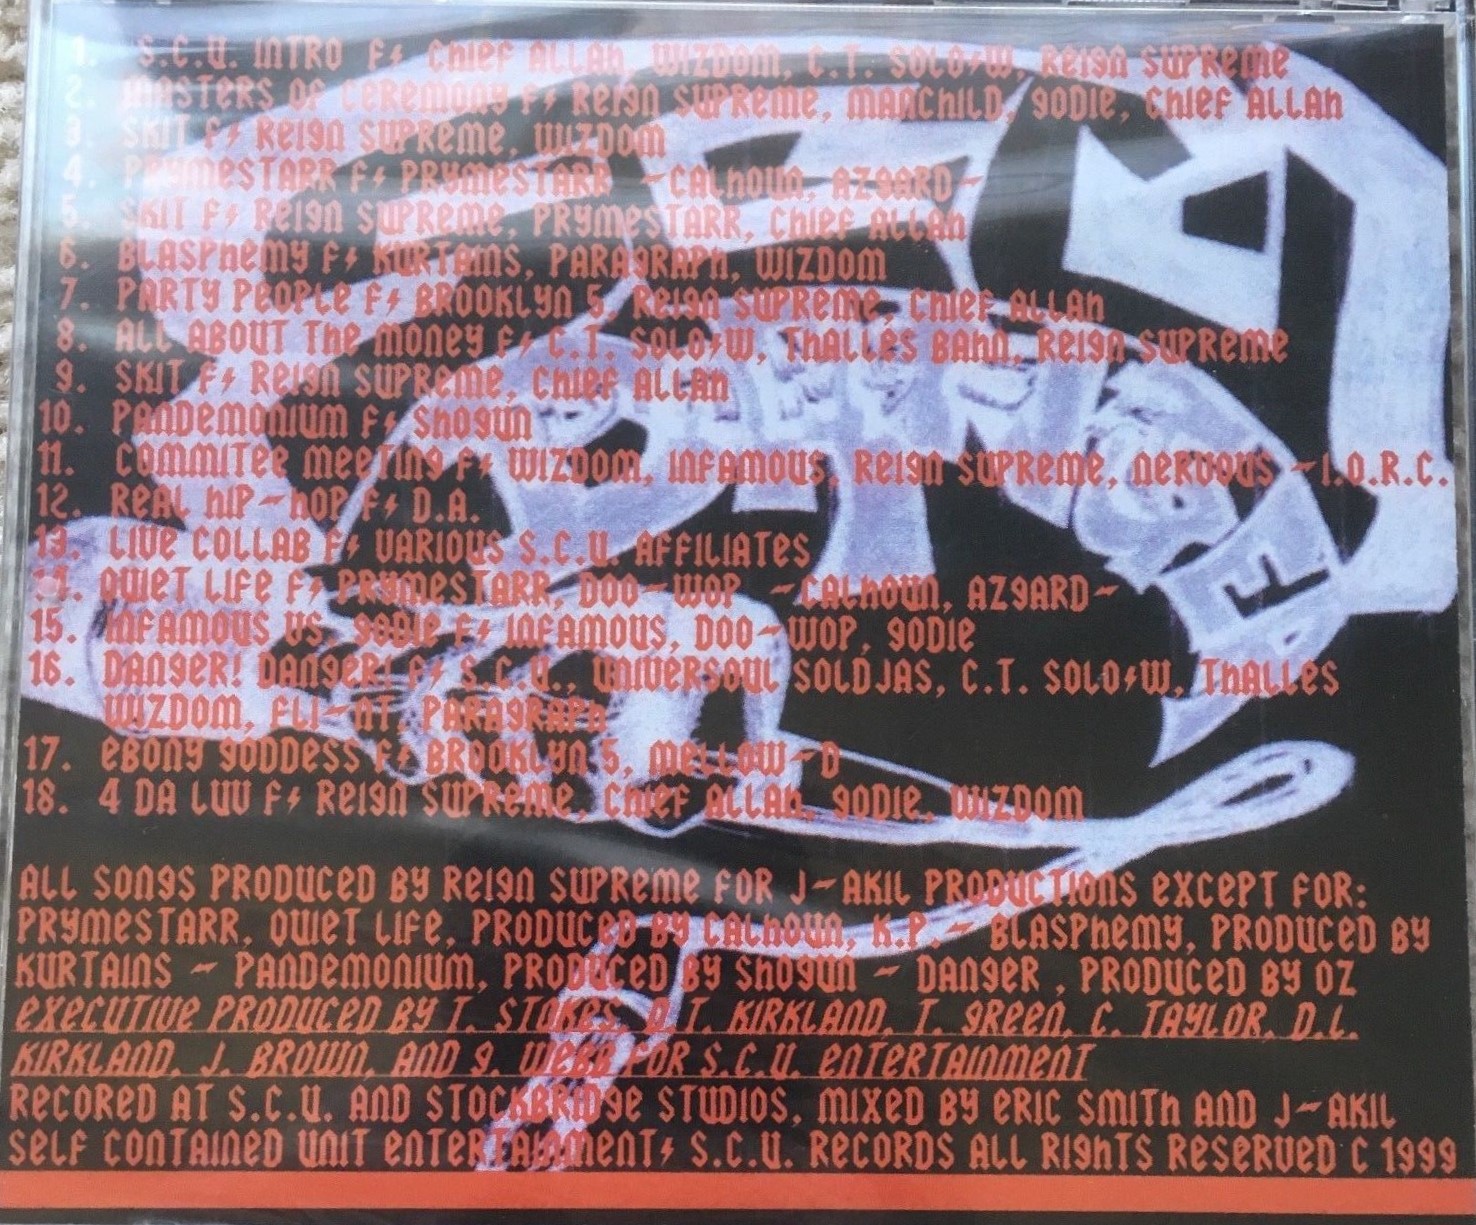 1. S.C.U. INTRO F/ CHIEF ALLAH, WIZDOM, C.T. SOLO/W, REIGN SUPREME
2. MASTERS OF CEREMONY F/ REIGN SUPREME, MANCHILD, GODIE, CHIEF ALLAH
3. SKIT F/ REIGN SUPREME, WIZDOM
4. PRYMESTARR F/ PRYMESTARR ~CALHOUN, AZGARD~
5. SKIT F/ REIGN SUPREME, PRYMESTARR, CHIEF ALLAH
6. BLASPHEMY F/ KURTAINS, PARAGRAPH, WIZDOM
7. PARTY PEOPLE F/ BROOKLYN 5, REIGN SUPREME, CHIEF ALLAH
8. ALL ABOUT THE MONEY F/ C.T. SOLO/W, THALLES BAHN, REIGN SUPREME
9. SKIT F/ REIGN SUPREME, CHIEF ALLAH
10. PANDEMONIUM F/ SHOGUN
11. COMMITEE MEETING F/ WIZDOM, INFAMOUS, REIGN SUPREME, NERVOUS ~I.O.R.C.
12. REAL HIP~HOP F/ D.A.
13. LIVE COLLAB F/ VARIOUS S.C.U. AFFILIATES
14. QUIET LIFE F/ PRYMESTARR, DOO~WOP ~CALHOUN, AZGARD~
15. INFAMOUS VS. GODIE F/ INFAMOUS, DOO~WOP, GODIE
16. DANGER! DANGER! F/ S.C.U., UNIVERSOUL SOLDJAS, C.T. SOLO/W, THALLES
WIZDOM, FLI~NT, PARAGRAPH
17. EBONY GODDESS F/ BROOKLYN 5, MELLOW~D
18. 4 DA LUV F/ REIGN SUPREME, CHIEF ALLAH, GODIE, WIZDOM
ALL SONGS PRODUCED BY REIGN SUPREME FOR J~AKIL PRODUCTIONS EXCEPT FOR:
PRYMESTARR, QUIET LIFE, PRODUCED BY CALHOUN, K.P. ~ BLASPHEMY, PRODUCED BY
KURTAINS ~ PANDEMONIUM, PRODUCED BY SHOGUN ~ DANGER , PRODUCED BY OZ
EXECUTIVE PRODUCED BY T. STOKES, D.T. KIRKLAND, T. GREEN, C. TAYLOR, D.L.
KIRKLAND, J. BROWN, AND G. WEBB FOR S.C.U. ENTERTAINMENT
RECORED AT S.C.U. AND STOCKBRIDGE STUDIOS, MIXED BY ERIC SMITH AND J~AKIL
SELF CONTAINED UNIT ENTERTAINMENT/ S.C.U. RECORDS ALL RIGHTS RESERVED C 1999